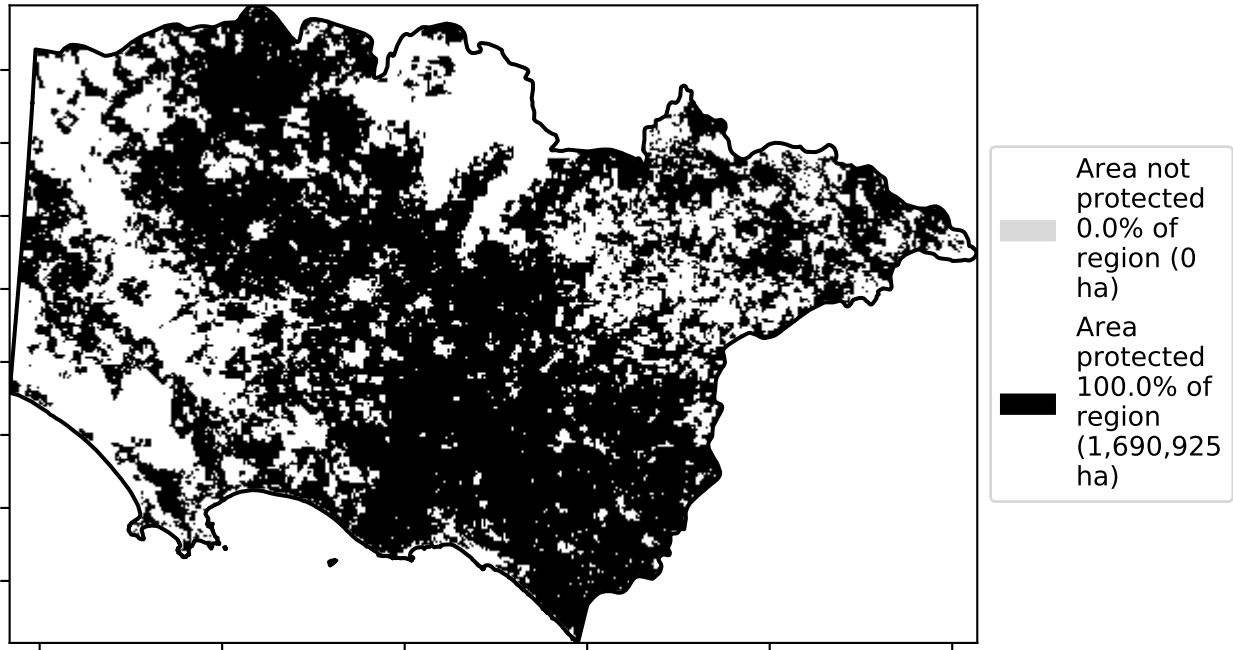 Area not
protected
0.0% of
region (0
ha)
Area
protected
100.0% of
region
(1,690,925
ha)